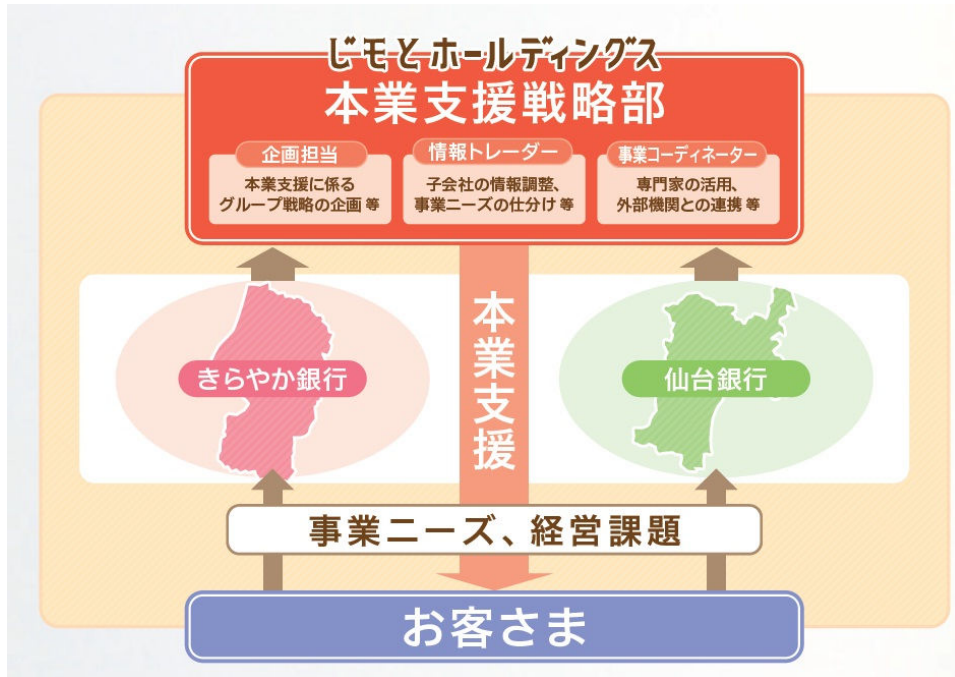 じモとホールディングス
本業支援戦略部
企画担当
本業支援に係る
グループ戦略の企画 等
情報トレーダー
子会社の情報調整、
事業ニーズの仕分け 等
事業コーディネーター
専門家の活用、
外部機関との連携 等
きらやか銀行
本業支援
仙台銀行
事業ニーズ、経営課題
お客さま